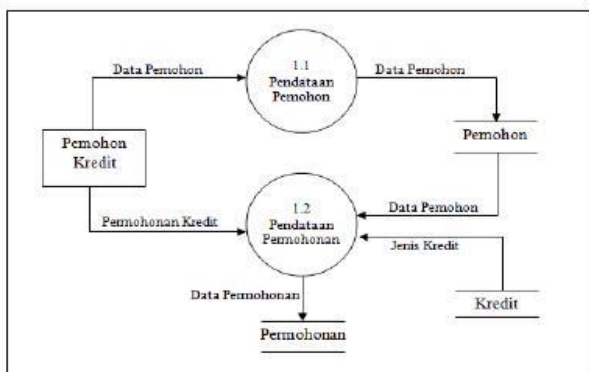 1.1
Pendataan
Pemohon
Data Pemohon
Data Pemohon
Pemohon
Kredit
Pemohon
1.2
Pendataan
Permohonan
Data Pemohon
Permohonan Kredit
Jenis Kredit
Data Permohonan
Kredit
Permohonan